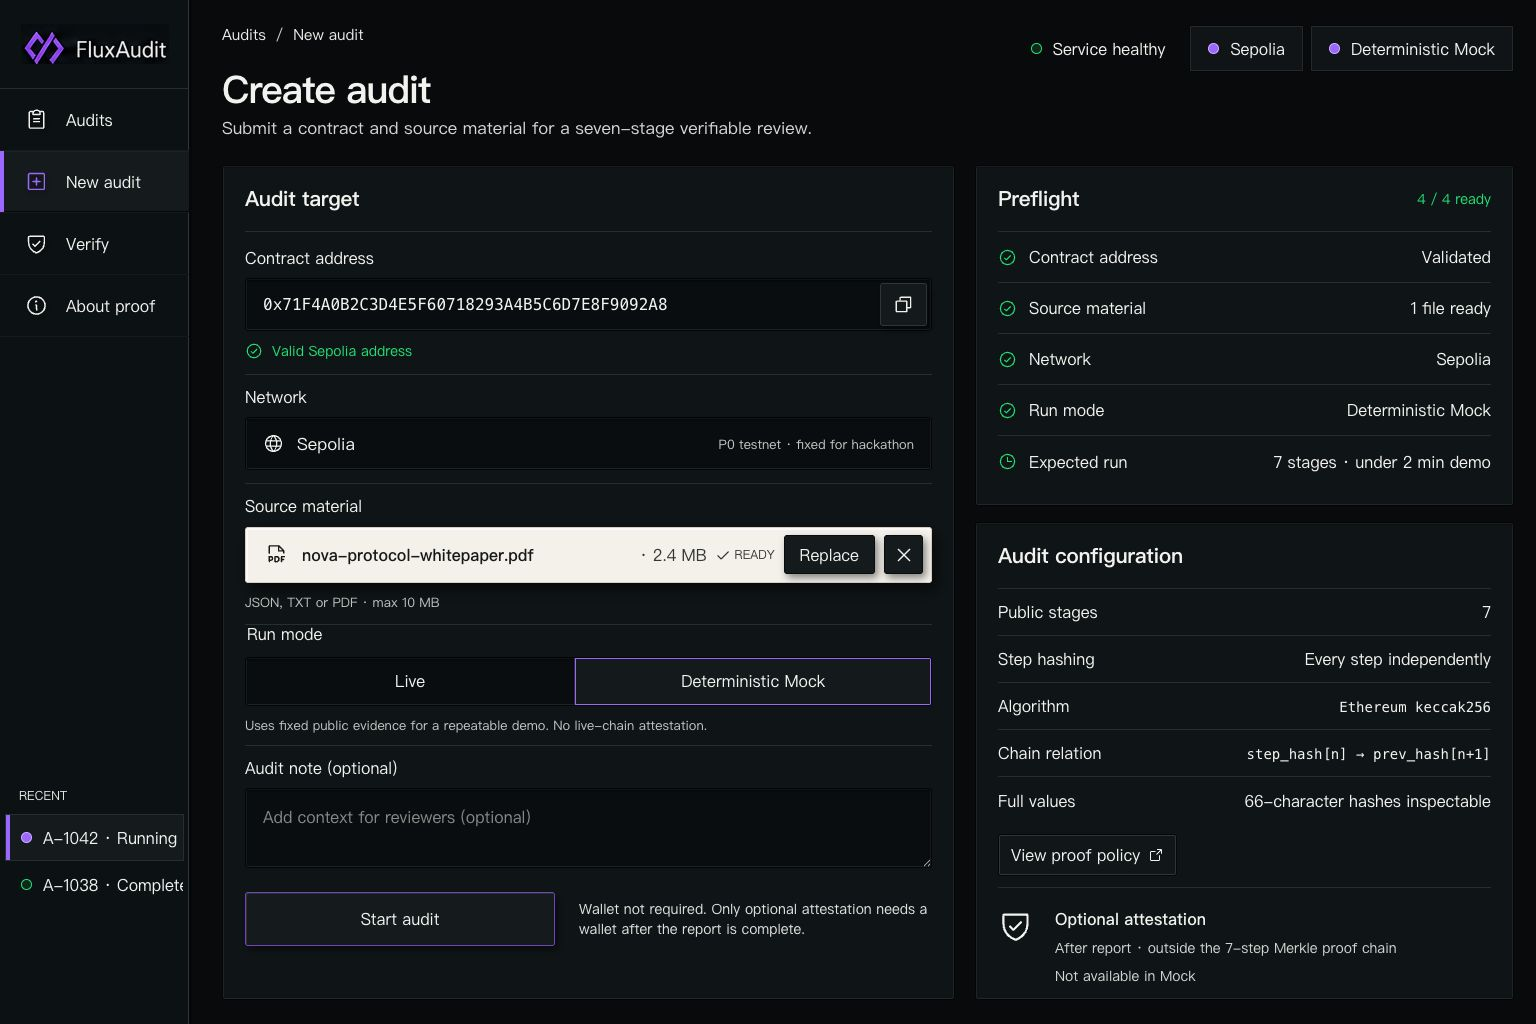 FluxAudit
Audits
New audit
Verify
About proof
RECENT
A-1042 · Running
A-1038 · Complete
Audits / New audit
Create audit
Submit a contract and source material for a seven-stage verifiable review.
Service healthy
Sepolia
Deterministic Mock
Audit target
Contract address
0x71F4A0B2C3D4E5F60718293A4B5C6D7E8F9092A8
Valid Sepolia address
Network
Sepolia
P0 testnet · fixed for hackathon
Source material
PDF
nova-protocol-whitepaper.pdf
· 2.4 MB
READY
Replace
JSON, TXT or PDF · max 10 MB
Run mode
Live
Deterministic Mock
Uses fixed public evidence for a repeatable demo. No live-chain attestation.
Audit note (optional)
Add context for reviewers (optional)
Start audit
Wallet not required. Only optional attestation needs a
wallet after the report is complete.
Preflight
4 / 4 ready
Contract address
Validated
Source material
1 file ready
Network
Sepolia
Run mode
Deterministic Mock
Expected run
7 stages · under 2 min demo
Audit configuration
Public stages
7
Step hashing
Every step independently
Algorithm
Ethereum keccak256
Chain relation
step_hash[n] → prev_hash[n+1]
Full values
66-character hashes inspectable
View proof policy
Optional attestation
After report · outside the 7-step Merkle proof chain
Not available in Mock